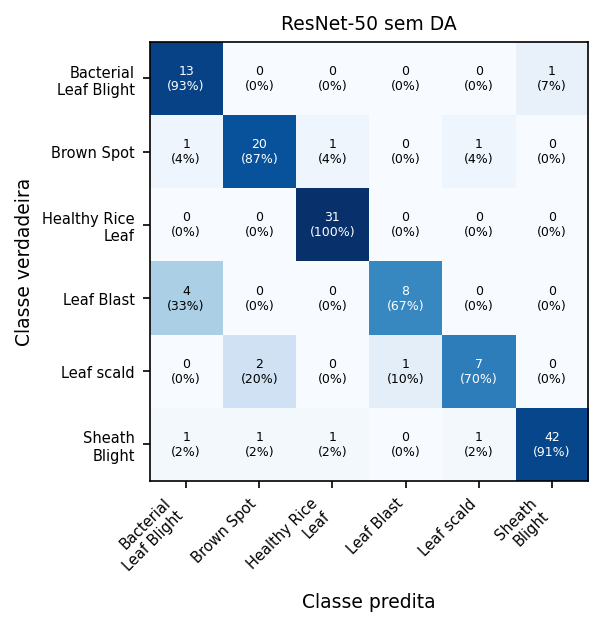 ResNet-50 sem DA
Classe verdadeira
Bacterial
Leaf Blight
13 0 0 0 0 1
(93%) (0%) (0%) (0%) (0%) (7%)
Brown Spot
1 20 1 0 1 0
(4%) (87%) (4%) (0%) (4%) (0%)
Healthy Rice
Leaf
0 0 31 0 0 0
(0%) (0%) (100%) (0%) (0%) (0%)
Leaf Blast
4 0 0 8 0 0
(33%) (0%) (0%) (67%) (0%) (0%)
Leaf scald
0 2 0 1 7 0
(0%) (20%) (0%) (10%) (70%) (0%)
Sheath
Blight
1 1 1 0 1 42
(2%) (2%) (2%) (0%) (2%) (91%)
Bacterial
Leaf Blight
Brown Spot
Healthy Rice
Leaf
Leaf Blast
Leaf scald
Sheath
Blight
Classe predita